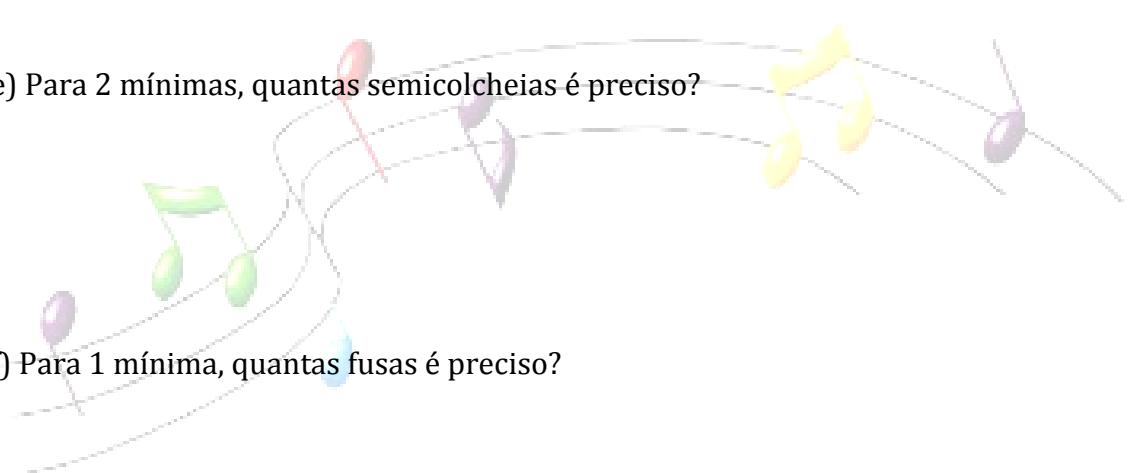 e) Para 2 mínimas, quantas semicolcheias é preciso?
f) Para 1 mínima, quantas fusas é preciso?